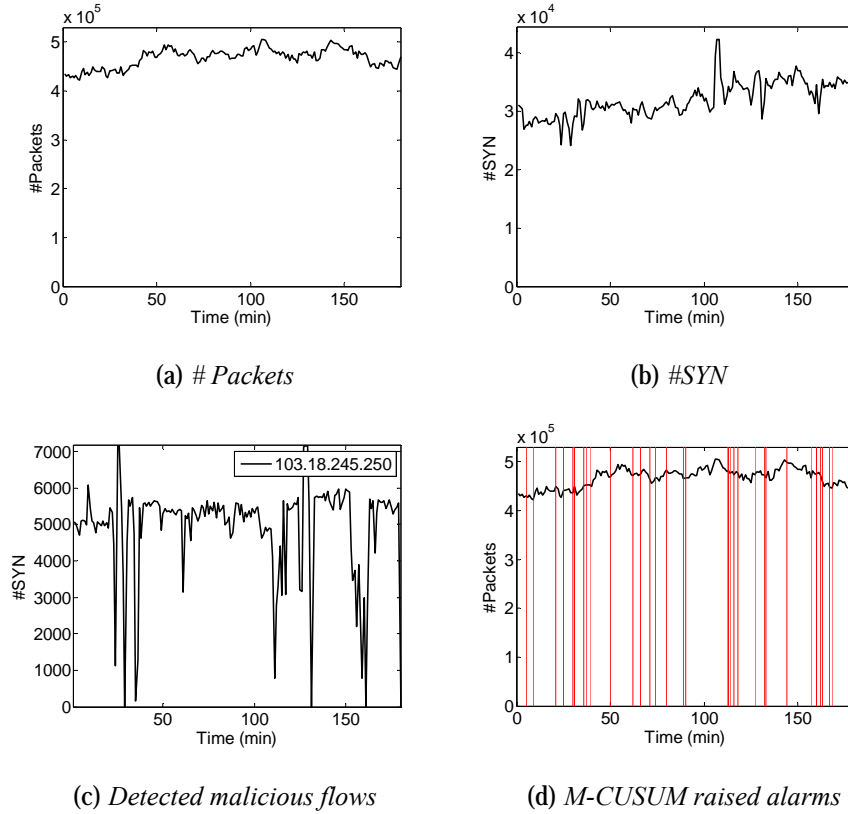 x 10^5
5
4
3
2
1
0
#Packets
0 50 100 150
Time (min)
(a) # Packets
x 10^4
4
3
2
1
0
#SYN
0 50 100 150
Time (min)
(b) #SYN
7000
6000
5000
4000
3000
2000
1000
0
#SYN
103.18.245.250
50 100 150
Time (min)
(c) Detected malicious flows
x 10^5
5
4
3
2
1
0
#Packets
0 50 100 150
Time (min)
(d) M-CUSUM raised alarms